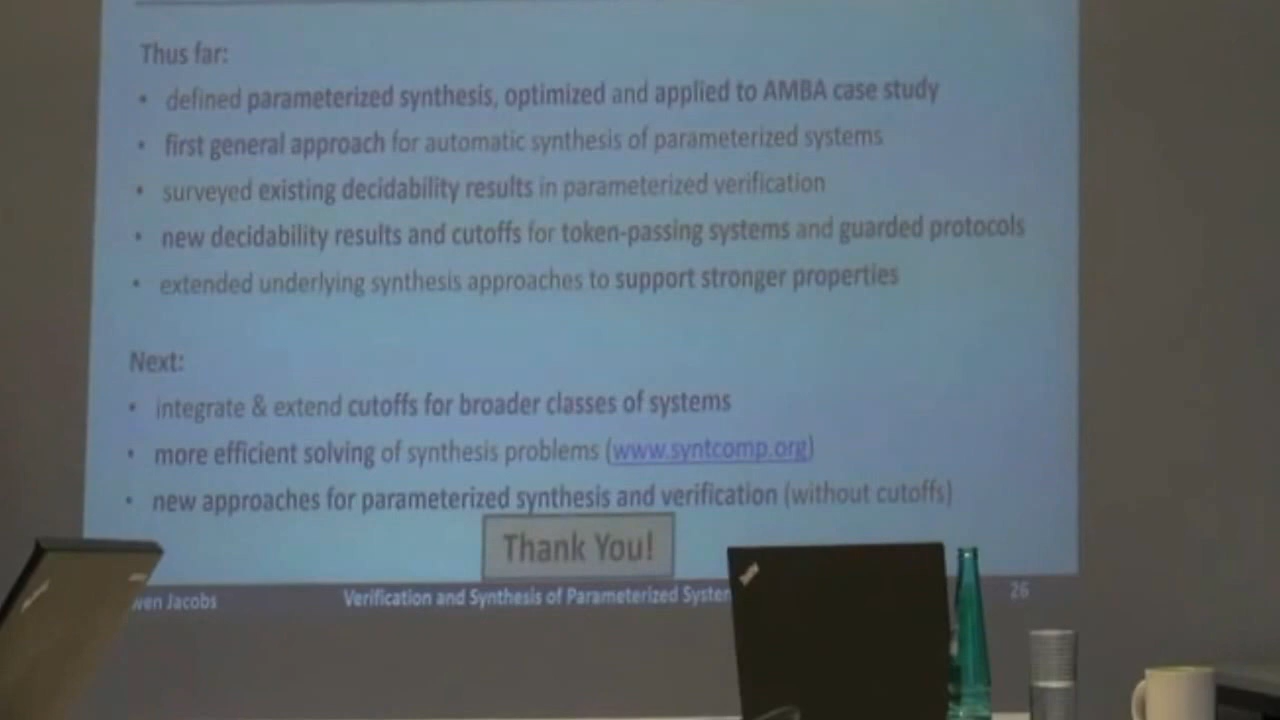 Thus far:
• defined parameterized synthesis, optimized and applied to AMBA case study
• first general approach for automatic synthesis of parameterized systems
• surveyed existing decidability results in parameterized verification
• new decidability results and cutoffs for token-passing systems and guarded protocols
• extended underlying synthesis approaches to support stronger properties
Next:
• integrate & extend cutoffs for broader classes of systems
• more efficient solving of synthesis problems (www.syntcomp.org)
• new approaches for parameterized synthesis and verification (without cutoffs)
Thank You!
wen Jacobs Verification and Synthesis of Parameterized System 26